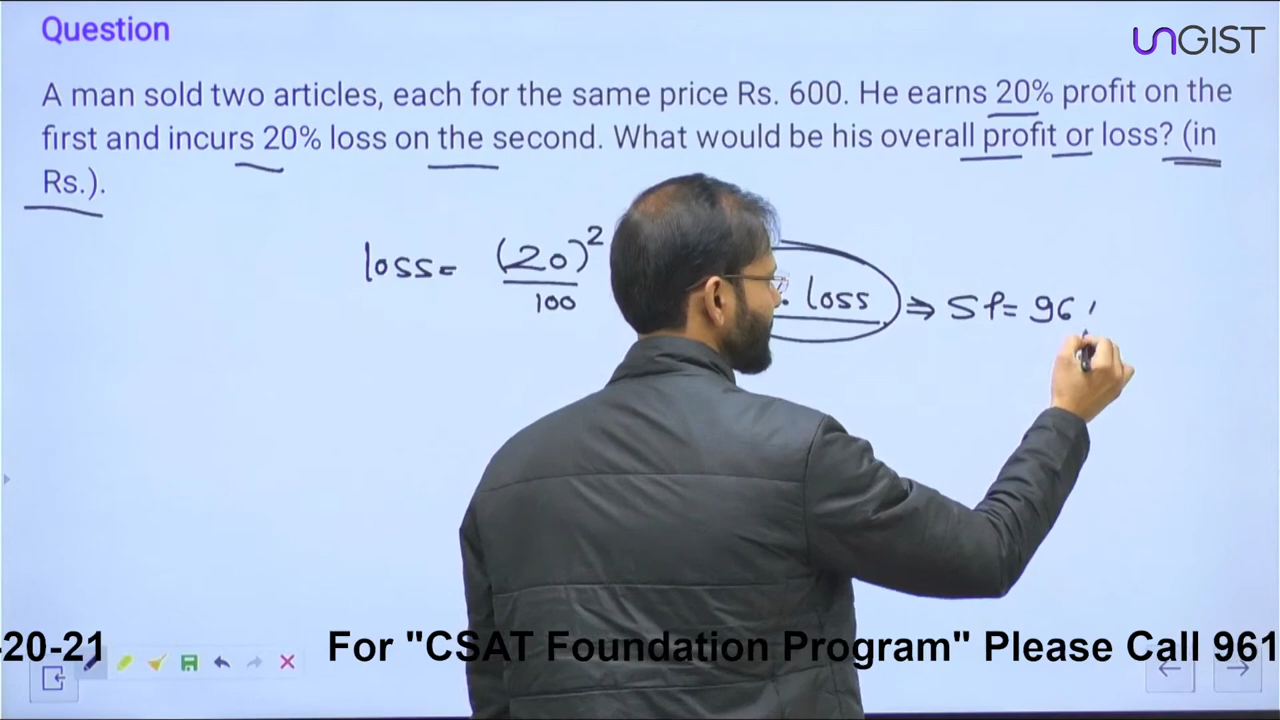 Question
UNGIST
A man sold two articles, each for the same price Rs. 600. He earns 20% profit on the
first and incurs 20% loss on the second. What would be his overall profit or loss? (in
Rs.).
loss= (20)²
100
loss ⇒ SP= 96
-20-21
For "CSAT Foundation Program" Please Call 961